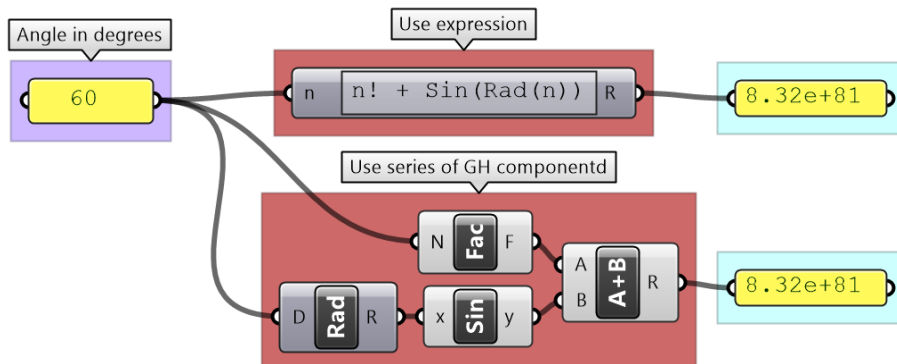 Angle in degrees
Use expression
60
n n! + Sin(Rad(n)) R
8.32e+81
Use series of GH componentd
N Fac F
A
B A+B R
8.32e+81
D Rad R
x Sin y